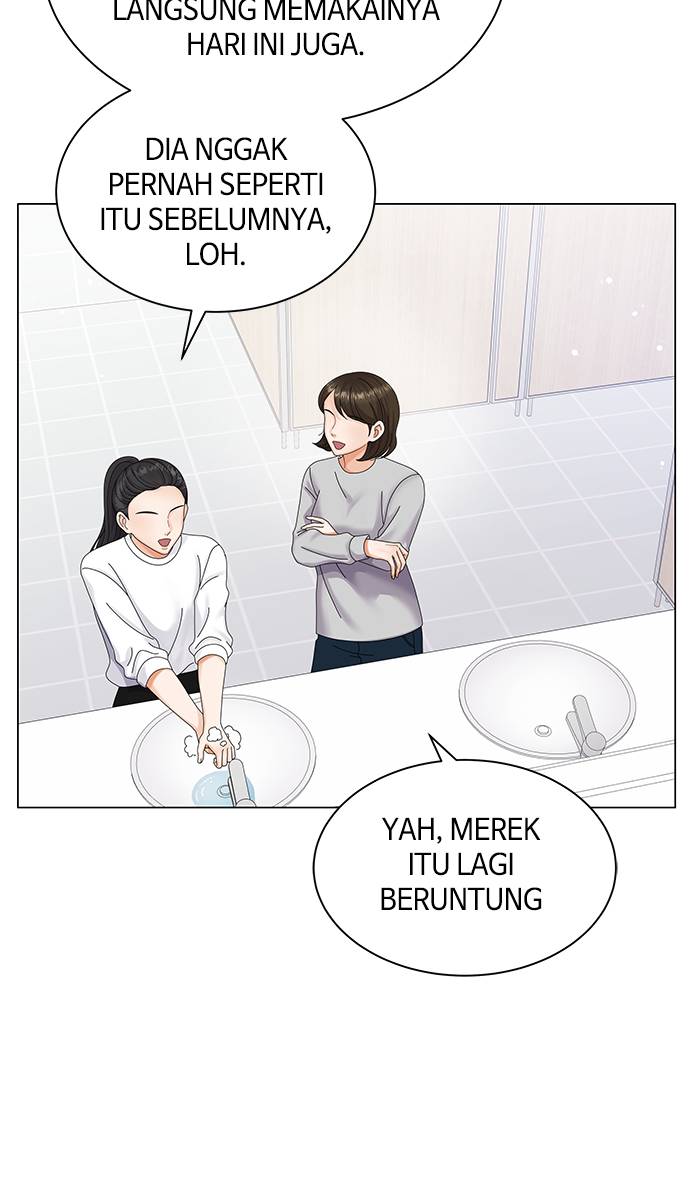 LANGSUNG MEMAKAINYA
HARI INI JUGA.
DIA NGGAK
PERNAH SEPERTI
ITU SEBELUMNYA,
LOH.
YAH, MEREK
ITU LAGI
BERUNTUNG